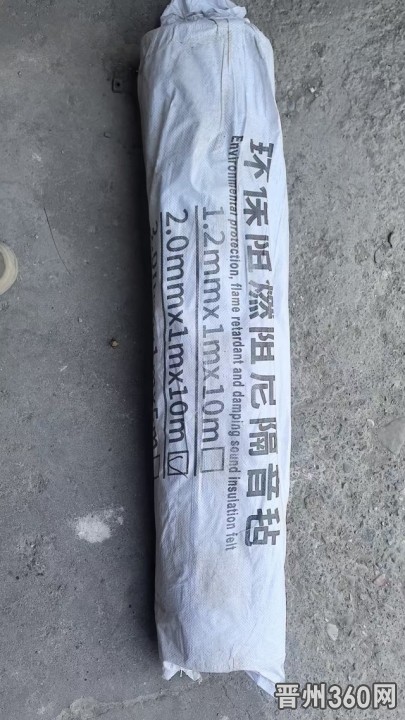 环保阻燃阻尼隔音毡
Environmental protection, flame retardant and damping sound insulation felt
1.2mmx1mx10m
2.0mmx1mx10m
晋州360网